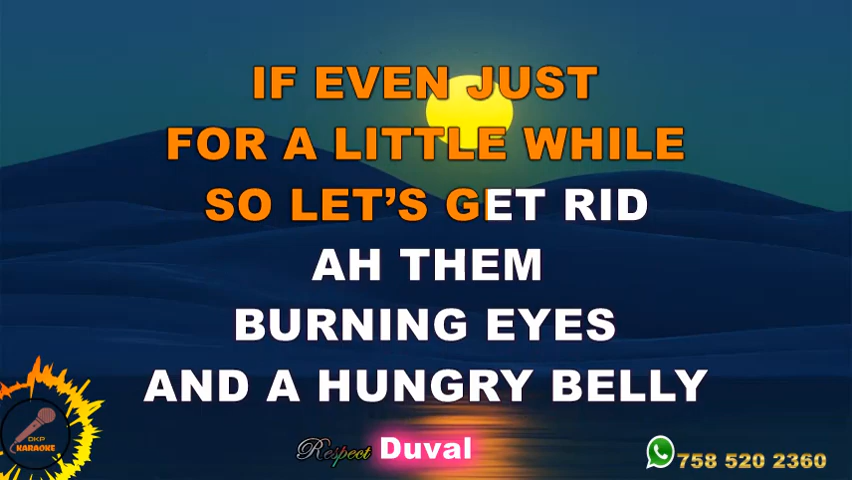 IF EVEN JUST
FOR A LITTLE WHILE
SO LET’S GET RID
AH THEM
BURNING EYES
AND A HUNGRY BELLY
DKP
KARAOKE
Respect Duval
758 520 2360